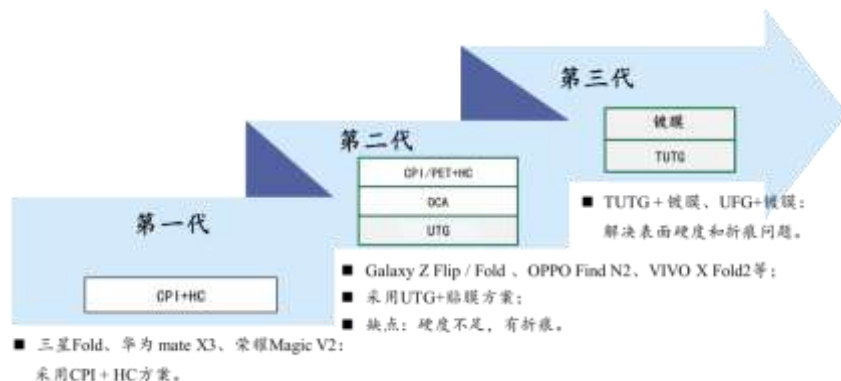 第三代
镀膜
TUTG
■ TUTG + 镀膜、UFG+镀膜:
解决表面硬度和折痕问题。
第二代
CPI/PET+HC
OCA
UTG
■ Galaxy Z Flip / Fold 、OPPO Find N2、VIVO X Fold2等;
■ 采用UTG+贴膜方案;
■ 缺点: 硬度不足, 有折痕。
第一代
CPI+HC
■ 三星Fold、华为 mate X3、荣耀Magic V2:
采用CPI + HC方案。